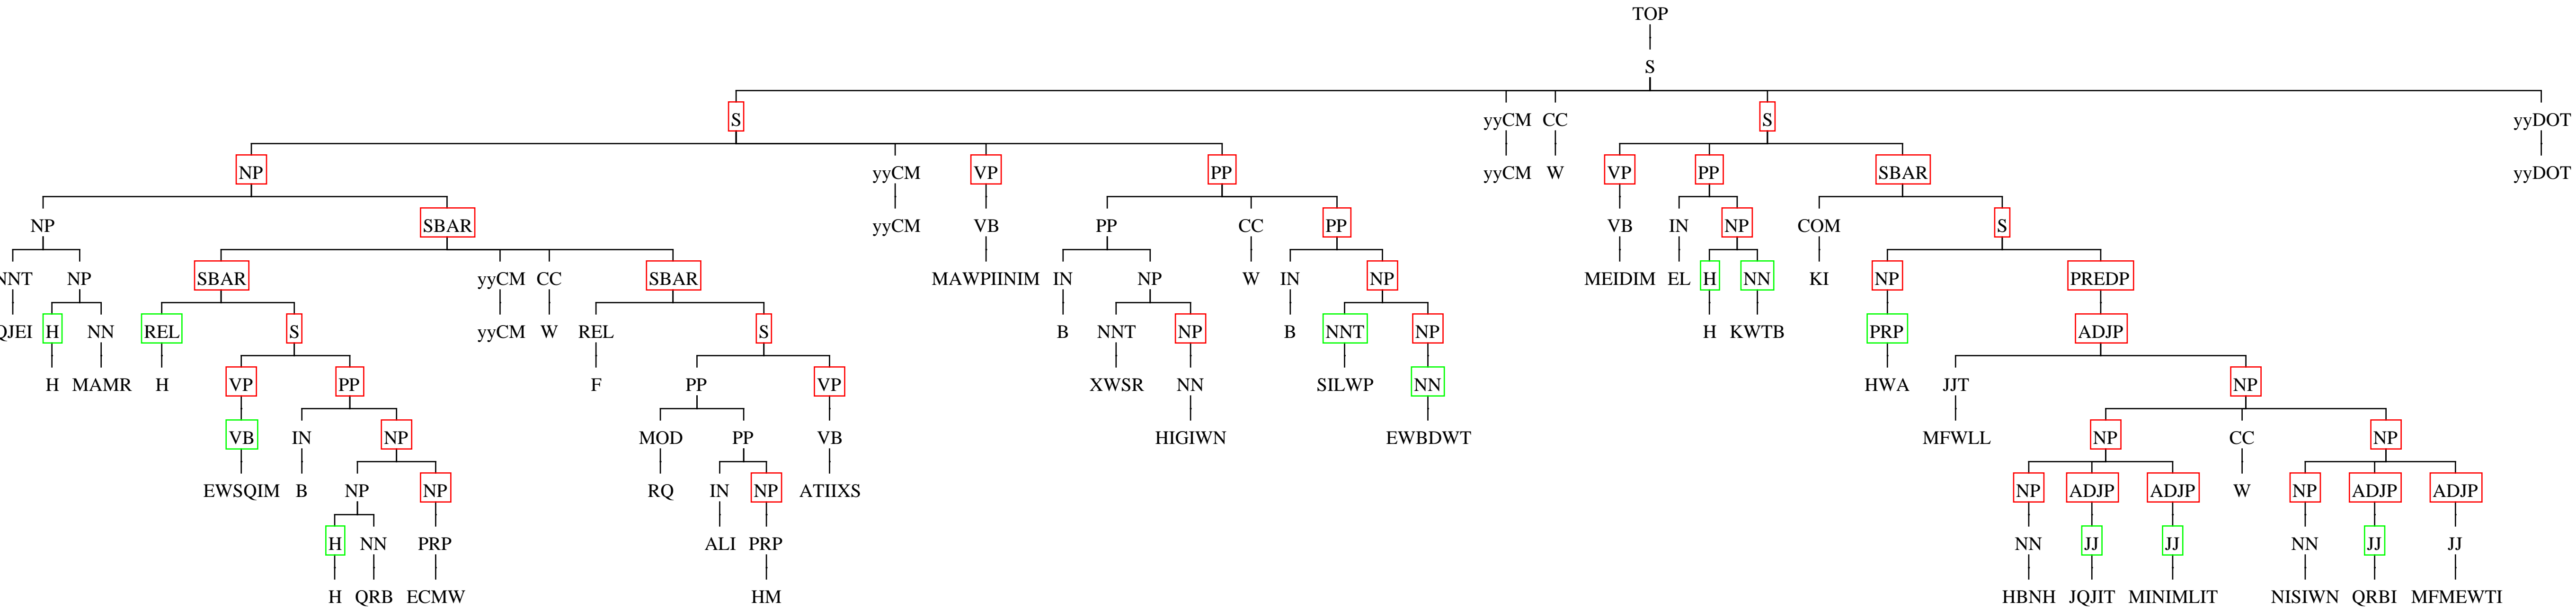 TOP
S
S yyCM CC S yyDOT
NP yyCM VP PP yyCM W VP PP SBAR yyDOT
NP SBAR yyCM VB PP CC PP VB IN NP COM S
NP SBAR yyCM CC SBAR MAWPIINIM IN NP W IN NP MEIDIM EL H NN KI NP PREDP
H NN REL S yyCM W REL S B NNT NP B NNT NP H KWTB PRP ADJP
H MAMR H VP PP F PP VP XWSR NN SILWP NN HWA JJT NP
VB IN NP MOD PP VB HIGIWN EWBDWT MFWLL NP CC NP
EWSQIM B NP NP RQ IN NP ATIIXS NP ADJP ADJP W NP ADJP ADJP
H NN PRP ALI PRP NN JJ JJ NN JJ JJ
H QRB ECMW HM HBNH JQJIT MINIMLIT NISIWN QRBI MFMEWTI